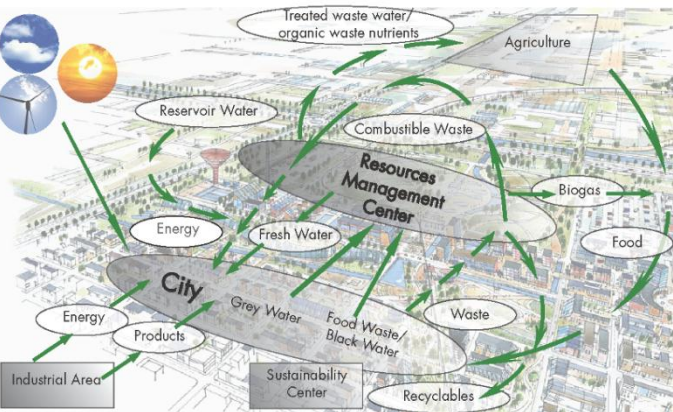 Treated waste water/
organic waste nutrients
Agriculture
Reservoir Water
Combustible Waste
Resources
Management
Center
Biogas
Energy
Fresh Water
Food
City
Grey Water
Food Waste/
Black Water
Waste
Energy
Products
Industrial Area
Sustainability
Center
Recyclables